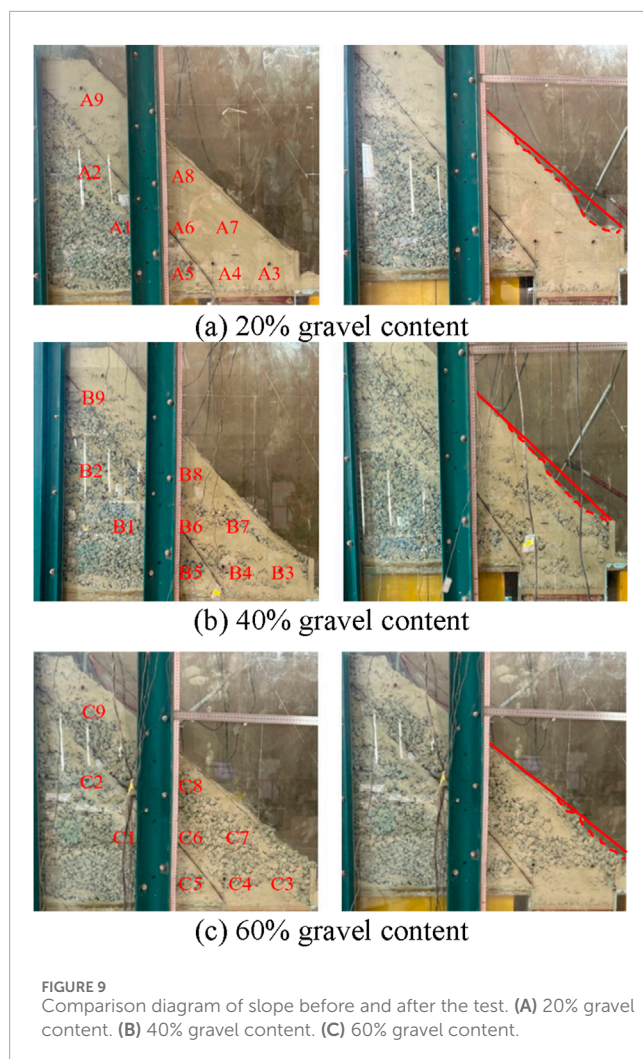 A9
A2
A8
A1 A6 A7
A5 A4 A3
(a) 20% gravel content
B9
B2 B8
B1 B6 B7
B5 B4 B3
(b) 40% gravel content
C9
C2 C8
C1 C6 C7
C5 C4 C3
(c) 60% gravel content
FIGURE 9
Comparison diagram of slope before and after the test. (A) 20% gravel
content. (B) 40% gravel content. (C) 60% gravel content.